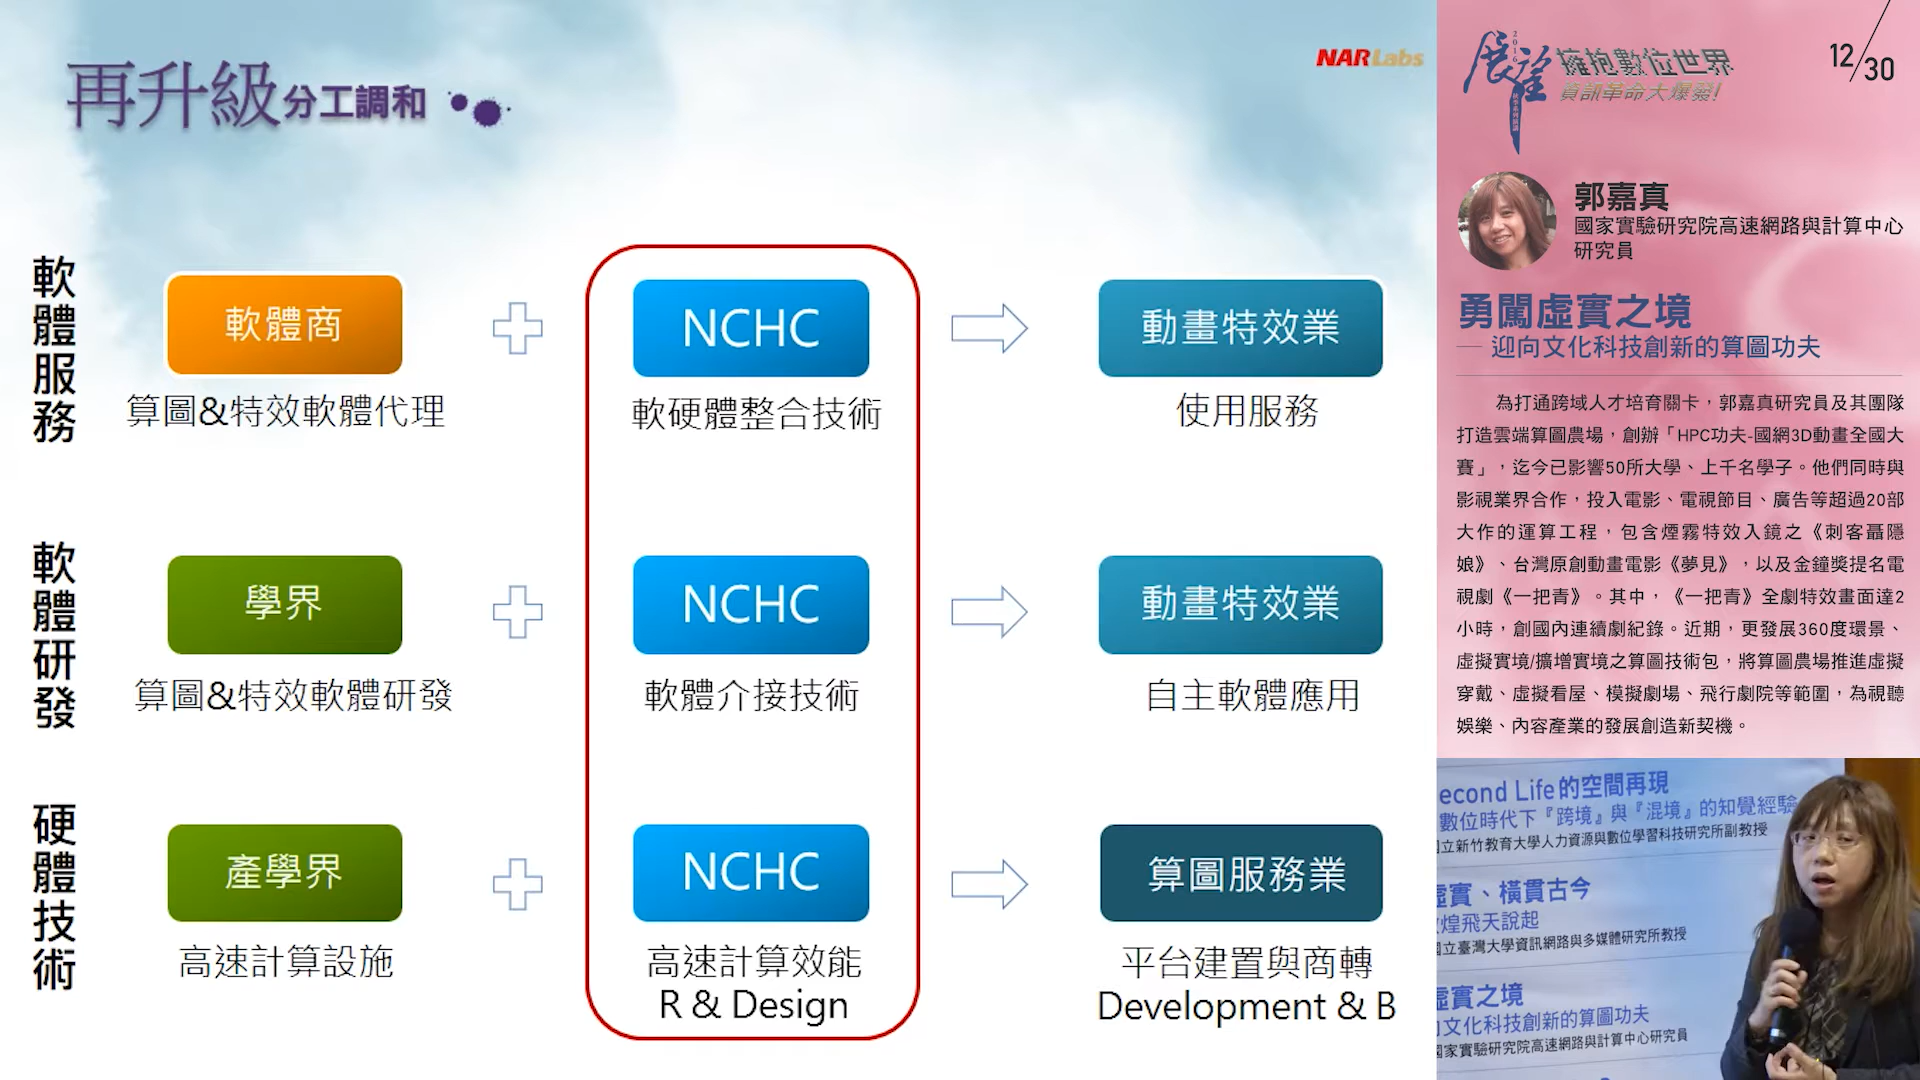 再升級 分工調和
NARLabs
軟體服務
軟體商
NCHC
動畫特效業
算圖&特效軟體代理
軟硬體整合技術
使用服務
軟體研發
學界
NCHC
動畫特效業
算圖&特效軟體研發
軟體介接技術
自主軟體應用
硬體技術
產學界
NCHC
算圖服務業
高速計算設施
高速計算效能
R & Design
平台建置與商轉
Development & B
2016
展望
擁抱數位世界
資訊革命大爆發!
12/30
郭嘉真
國家實驗研究院高速網路與計算中心
研究員
勇闖虛實之境
— 迎向文化科技創新的算圖功夫
為打通跨域人才培育關卡，郭嘉真研究員及其團隊
打造雲端算圖農場，創辦「HPC功夫-國網3D動畫全國大
賽」，迄今已影響50所大學、上千名學子。他們同時與
影視業界合作，投入電影、電視節目、廣告等超過20部
大作的運算工程，包含煙霧特效入鏡之《刺客聶隱
娘》、台灣原創動畫電影《夢見》，以及金鐘獎提名電
視劇《一把青》。其中，《一把青》全劇特效畫面達2
小時，創國內連續劇紀錄。近期，更發展360度環景、
虛擬實境/擴增實境之算圖技術包，將算圖農場推進虛擬
穿戴、虛擬看屋、模擬劇場、飛行劇院等範圍，為視聽
娛樂、內容產業的發展創造新契機。
econd Life的空間再現
數位時代下『跨境』與『混境』的知覺經驗
立新竹教育大學人力資源與數位學習科技研究所副教授
虛實、橫貫古今
煌飛天說起
國立臺灣大學資訊網路與多媒體研究所教授
虛實之境
向文化科技創新的算圖功夫
國家實驗研究院高速網路與計算中心研究員